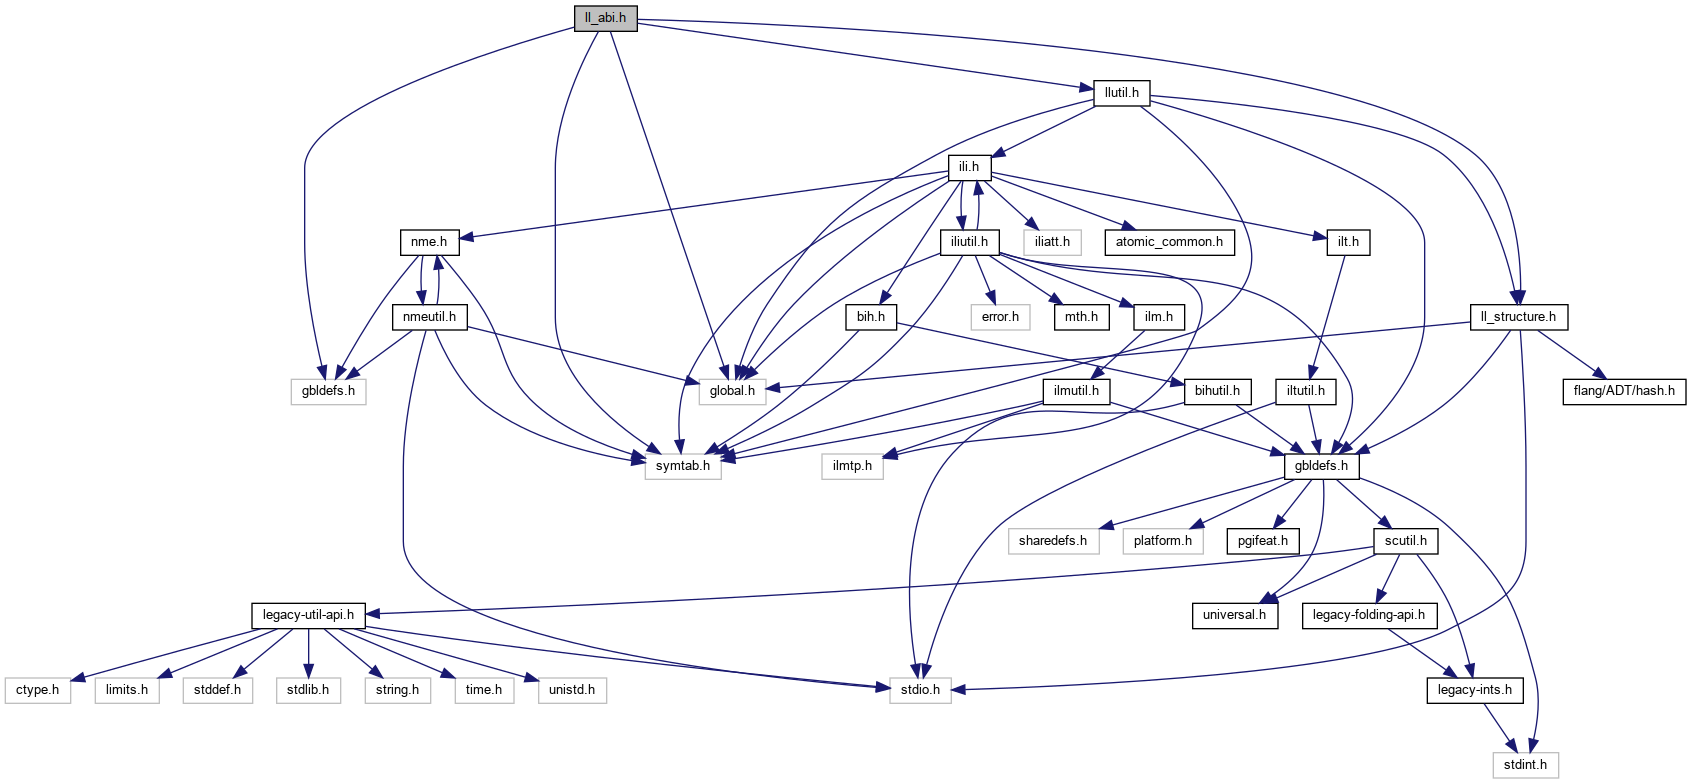 ll_abi.h
llutil.h
ili.h
nme.h
iliutil.h
iliatt.h
atomic_common.h
ilt.h
nmeutil.h
bih.h
error.h
mth.h
ilm.h
ll_structure.h
gbldefs.h
global.h
ilmutil.h
bihutil.h
iltutil.h
flang/ADT/hash.h
symtab.h
ilmtp.h
gbldefs.h
sharedefs.h
platform.h
pgifeat.h
scutil.h
legacy-util-api.h
universal.h
legacy-folding-api.h
ctype.h
limits.h
stddef.h
stdlib.h
string.h
time.h
unistd.h
stdio.h
legacy-ints.h
stdint.h